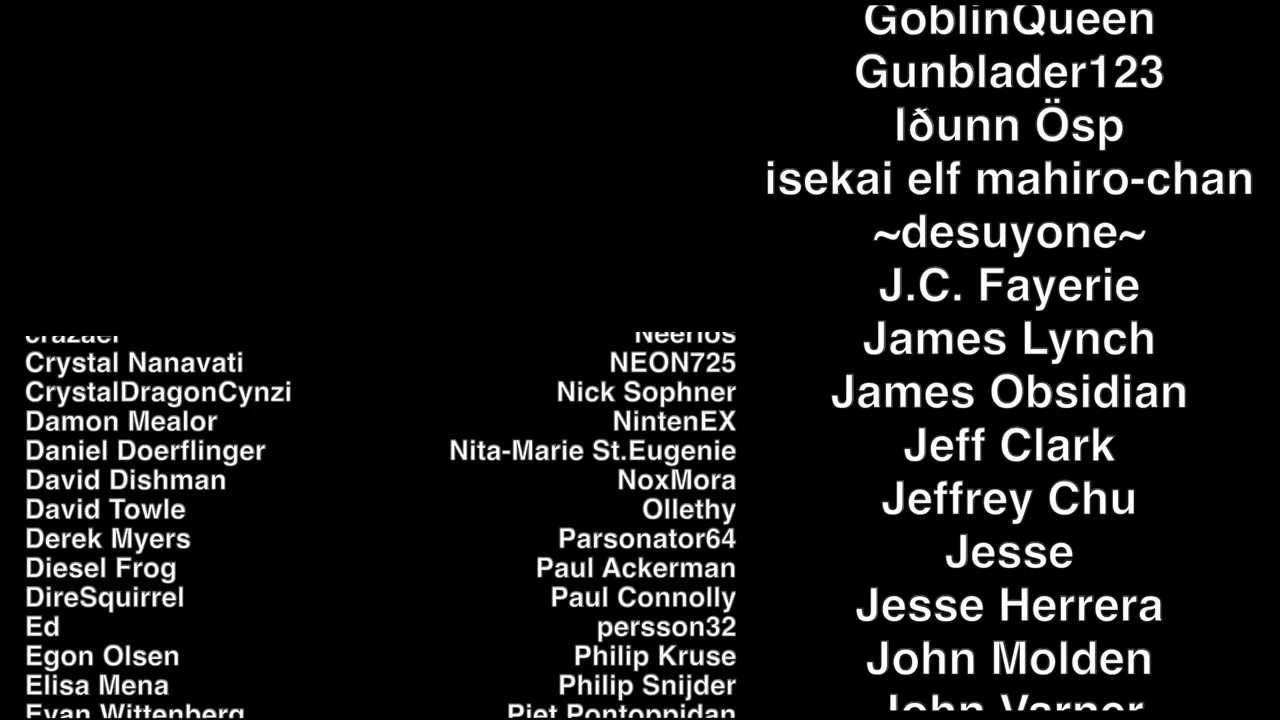 crazael
Crystal Nanavati
CrystalDragonCynzi
Damon Mealor
Daniel Doerflinger
David Dishman
David Towle
Derek Myers
Diesel Frog
DireSquirrel
Ed
Egon Olsen
Elisa Mena
Evan Wittenberg
Neerlos
NEON725
Nick Sophner
NintenEX
Nita-Marie St.Eugenie
NoxMora
Ollethy
Parsonator64
Paul Ackerman
Paul Connolly
persson32
Philip Kruse
Philip Snijder
Piet Pontoppidan
GoblinQueen
Gunblader123
Iðunn Ösp
isekai elf mahiro-chan
~desuyone~
J.C. Fayerie
James Lynch
James Obsidian
Jeff Clark
Jeffrey Chu
Jesse
Jesse Herrera
John Molden
John Varner